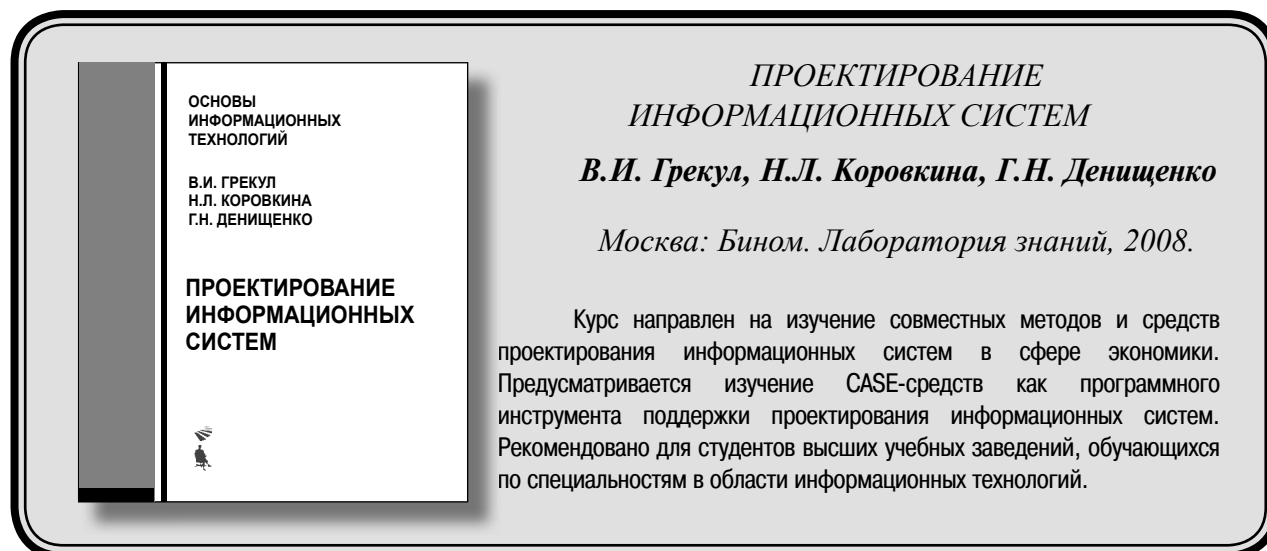 ОСНОВЫ
ИНФОРМАЦИОННЫХ
ТЕХНОЛОГИЙ
В.И. ГРЕКУЛ
Н.Л. КОРОВКИНА
Г.Н. ДЕНИЩЕНКО
ПРОЕКТИРОВАНИЕ
ИНФОРМАЦИОННЫХ
СИСТЕМ
ПРОЕКТИРОВАНИЕ
ИНФОРМАЦИОННЫХ СИСТЕМ
В.И. Грекул, Н.Л. Коровкина, Г.Н. Денищенко
Москва: Бином. Лаборатория знаний, 2008.
Курс направлен на изучение совместных методов и средств
проектирования информационных систем в сфере экономики.
Предусматривается изучение CASE-средств как программного
инструмента поддержки проектирования информационных систем.
Рекомендовано для студентов высших учебных заведений, обучающихся
по специальностям в области информационных технологий.